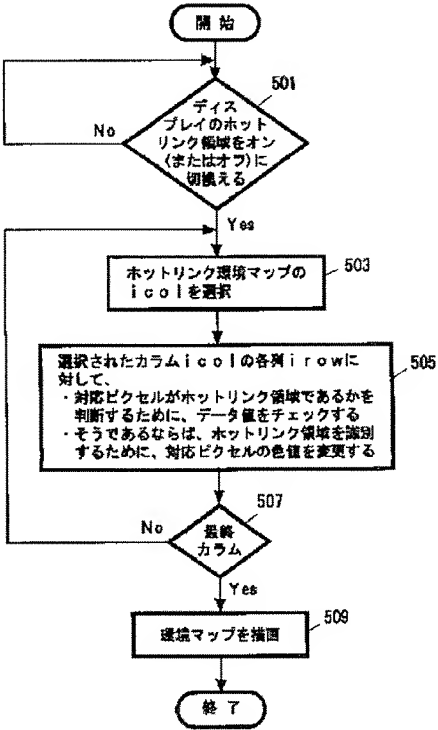 開始
501
ディス
プレイのホット
リンク領域をオン
(またはオフ)に
切換える
No
Yes
ホットリンク環境マップの
icolを選択
503
選択されたカラムicolの各列irowに
対して、
・対応ピクセルがホットリンク領域であるかを
判断するために、データ値をチェックする
・そうであるならば、ホットリンク領域を識別
するために、対応ピクセルの色値を変更する
505
507
No
最終
カラム
Yes
環境マップを描画
509
終了